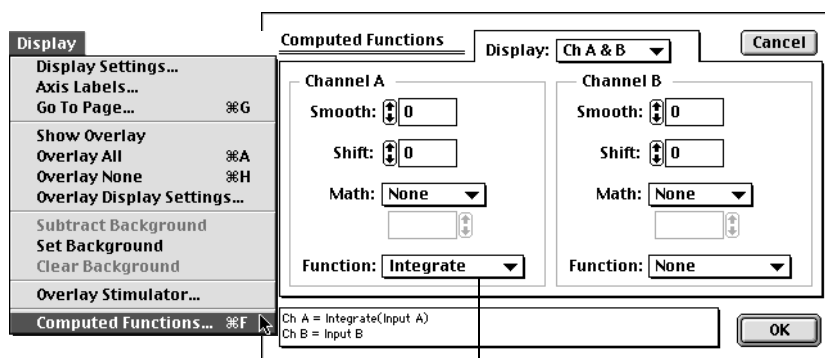 Display
Display Settings...
Axis Labels...
Go To Page... ⌘G
Show Overlay
Overlay All ⌘A
Overlay None ⌘H
Overlay Display Settings...
Subtract Background
Set Background
Clear Background
Overlay Stimulator...
Computed Functions... ⌘F
Computed Functions
Display: Ch A & B
Cancel
Channel A
Smooth: 0
Shift: 0
Math: None
Function: Integrate
Channel B
Smooth: 0
Shift: 0
Math: None
Function: None
Ch A = Integrate(Input A)
Ch B = Input B
OK